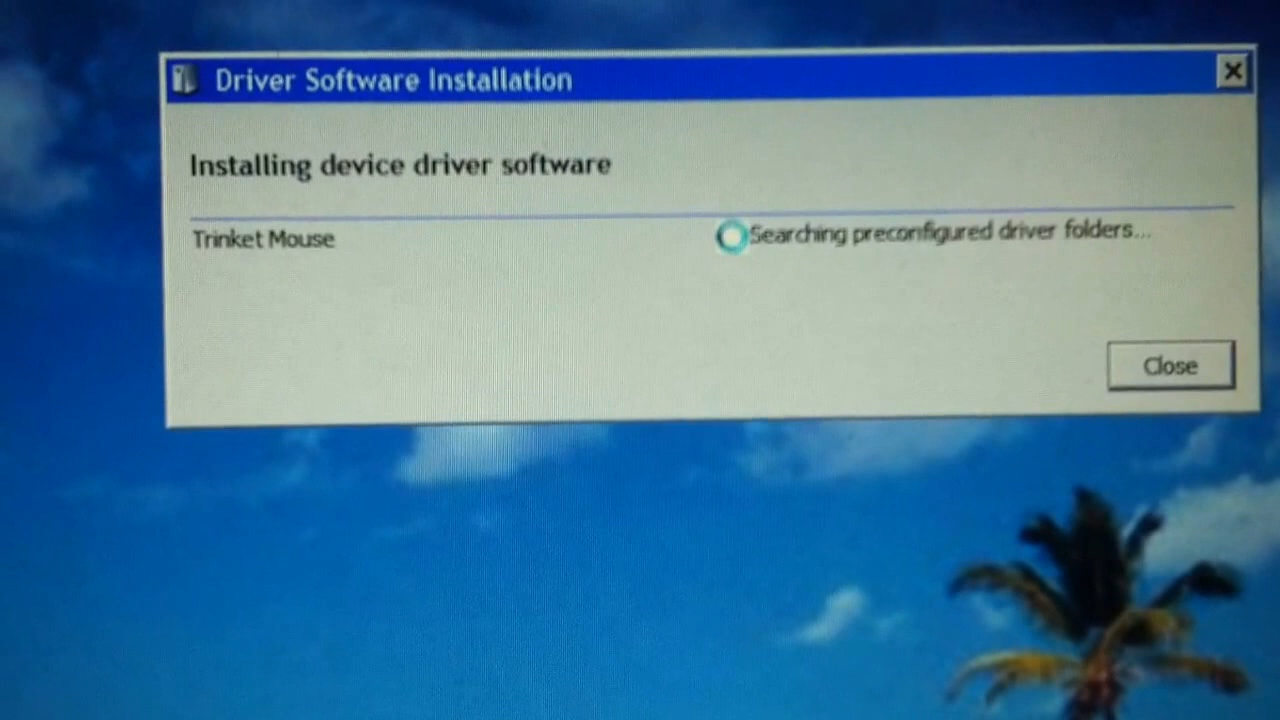 Driver Software Installation
Installing device driver software
Trinket Mouse
Searching preconfigured driver folders...
Close